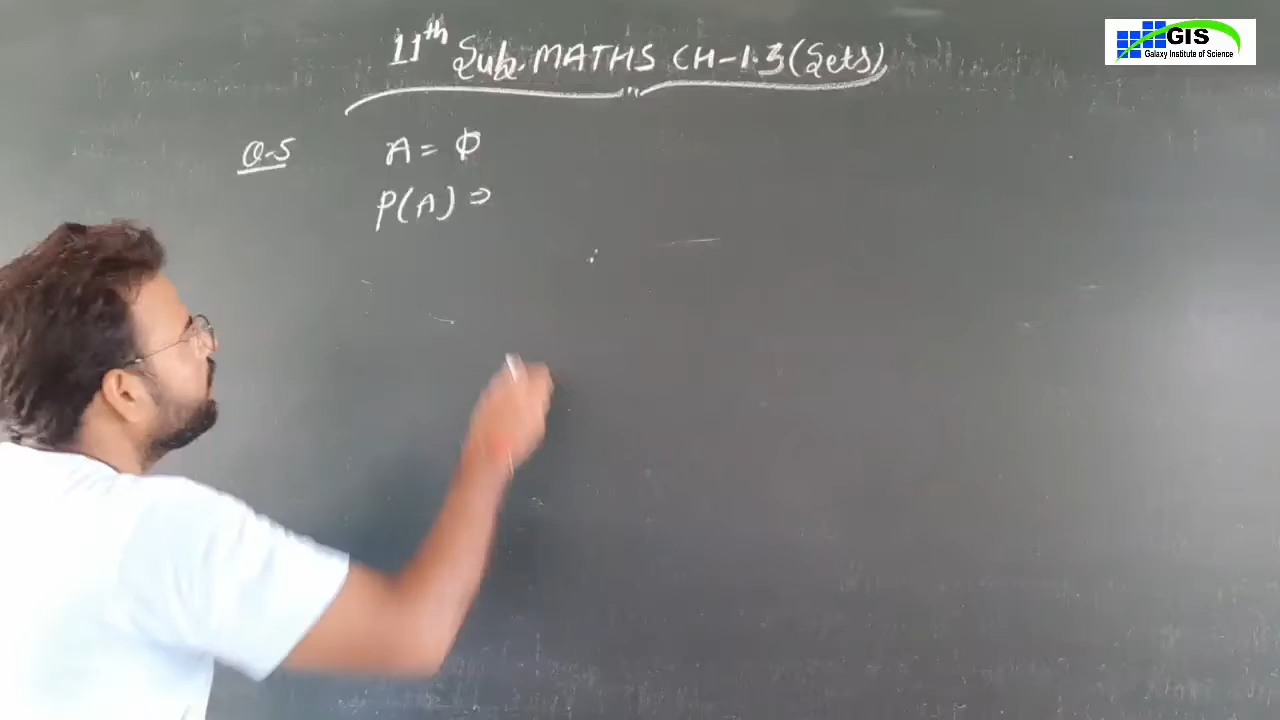 11th Sub. MATHS CH-1.3 (Sets)
GIS
Galaxy Institute of Science
Q-5 A = Φ
P(A) ⇒